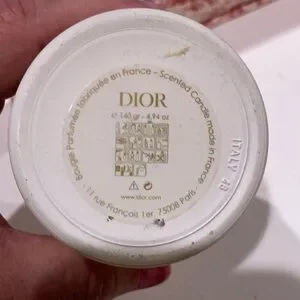 Bougie Parfumée fabriquée en France - Scented Candle made in France
DIOR
℮ 140 gr - 4,94 oz
www.dior.com
11 rue François 1er, 75008 Paris
ITALY 48